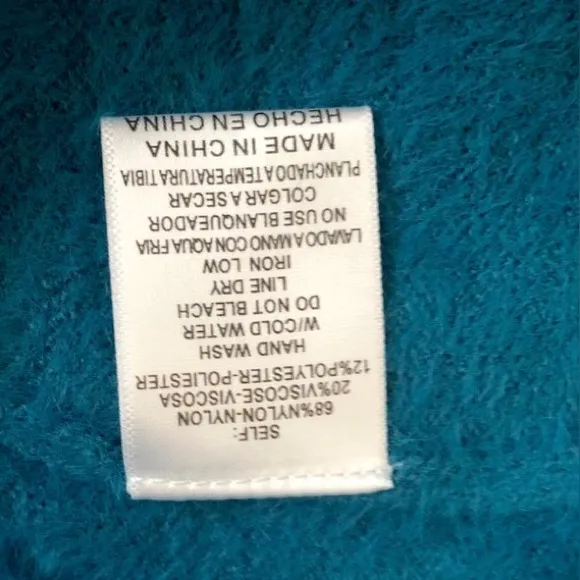 SELF:
68%NYLON-NYLON
20%VISCOSE-VISCOSA
12%POLYESTER-POLIESTER
HAND WASH
W/COLD WATER
DO NOT BLEACH
LINE DRY
IRON LOW
LAVADO A MANO CON AQUA FRIA
NO USE BLANQUEADOR
COLGAR A SECAR
PLANCHADO A TEMPERATURA TIBIA
MADE IN CHINA
HECHO EN CHINA